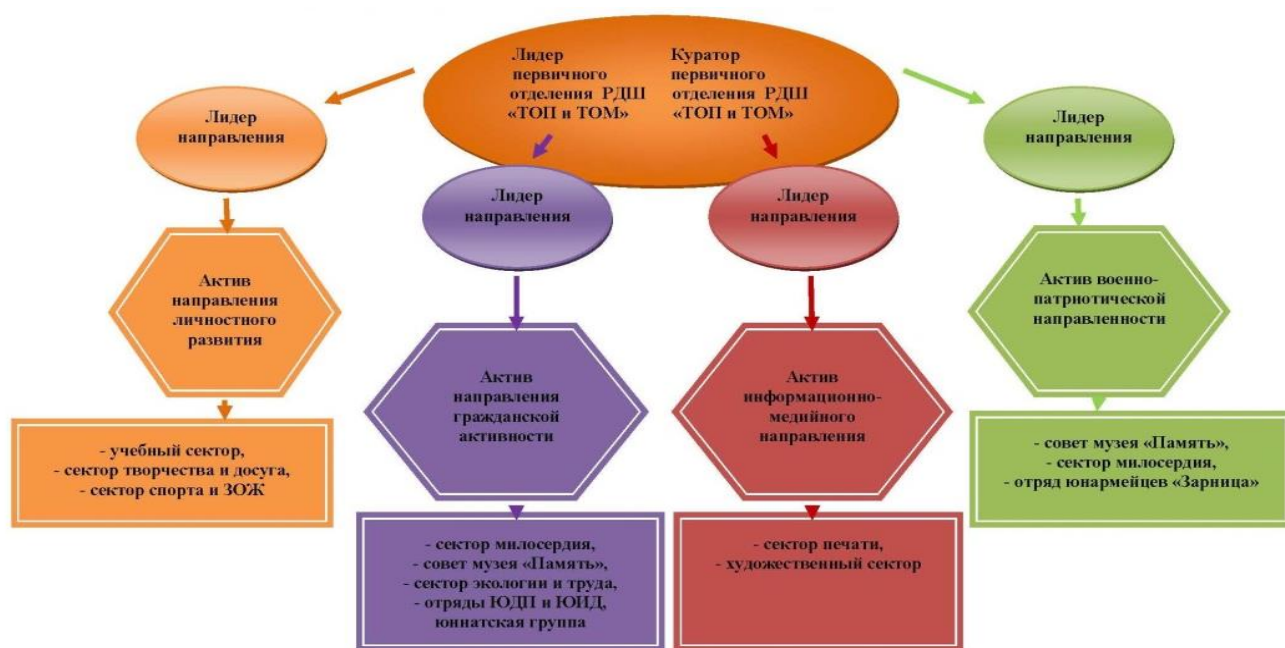 Лидер
первичного
отделения РДШ
«ТОП и ТОМ»
Куратор
первичного
отделения РДШ
«ТОП и ТОМ»
Лидер
направления
Лидер
направления
Лидер
направления
Лидер
направления
Актив
направления
личностного
развития
Актив
направления
гражданской
активности
Актив
информационно-
медийного
направления
Актив военно-
патриотической
направленности
- учебный сектор,
- сектор творчества и досуга,
- сектор спорта и ЗОЖ
- сектор милосердия,
- совет музея «Память»,
- сектор экологии и труда,
- отряды ЮДП и ЮИД,
юннатская группа
- сектор печати,
- художественный сектор
- совет музея «Память»,
- сектор милосердия,
- отряд юнармейцев «Зарница»